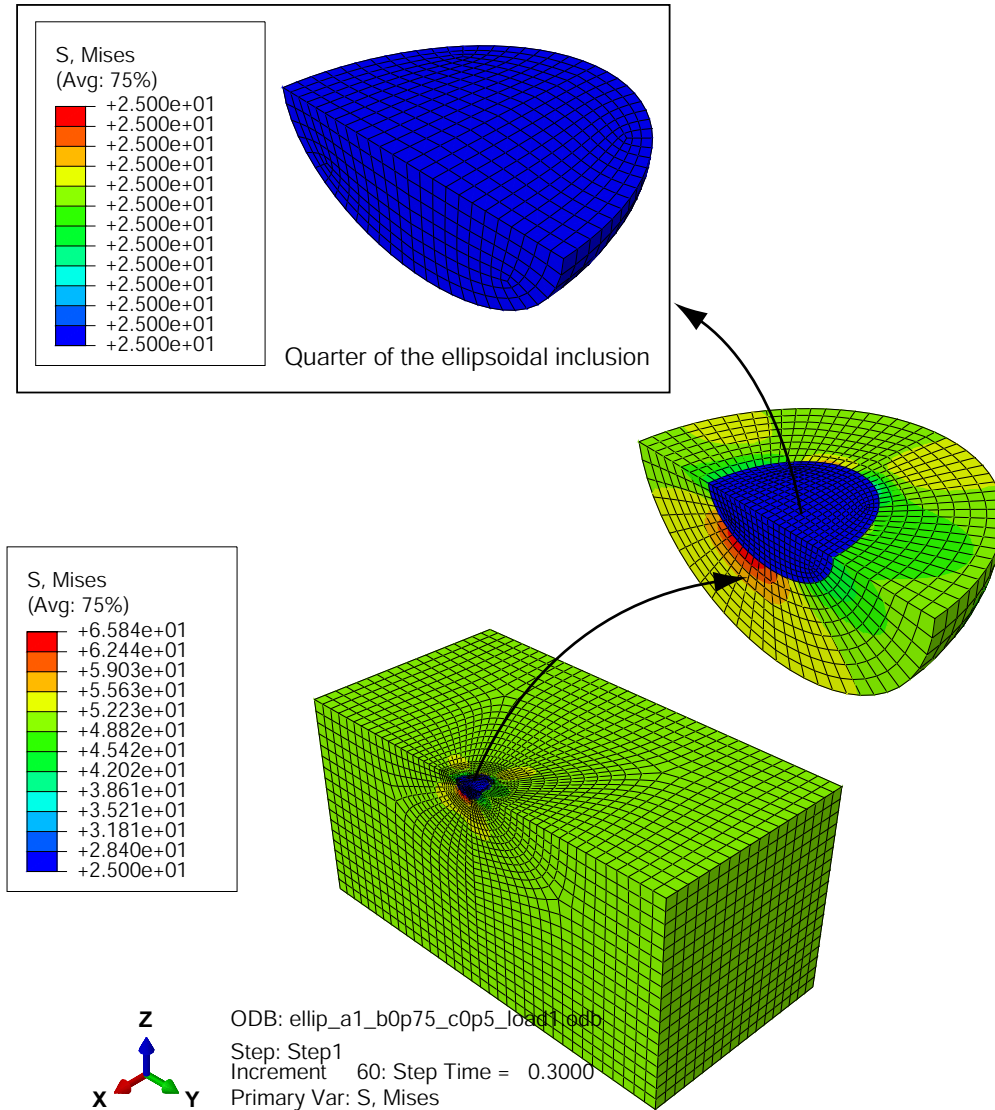 S, Mises
(Avg: 75%)
+2.500e+01
+2.500e+01
+2.500e+01
+2.500e+01
+2.500e+01
+2.500e+01
+2.500e+01
+2.500e+01
+2.500e+01
+2.500e+01
+2.500e+01
+2.500e+01
+2.500e+01
Quarter of the ellipsoidal inclusion
S, Mises
(Avg: 75%)
+6.584e+01
+6.244e+01
+5.903e+01
+5.563e+01
+5.223e+01
+4.882e+01
+4.542e+01
+4.202e+01
+3.861e+01
+3.521e+01
+3.181e+01
+2.840e+01
+2.500e+01
Z
X
Y
ODB: ellip_a1_b0p75_c0p5_load1.odb
Step: Step1
Increment 60: Step Time = 0.3000
Primary Var: S, Mises